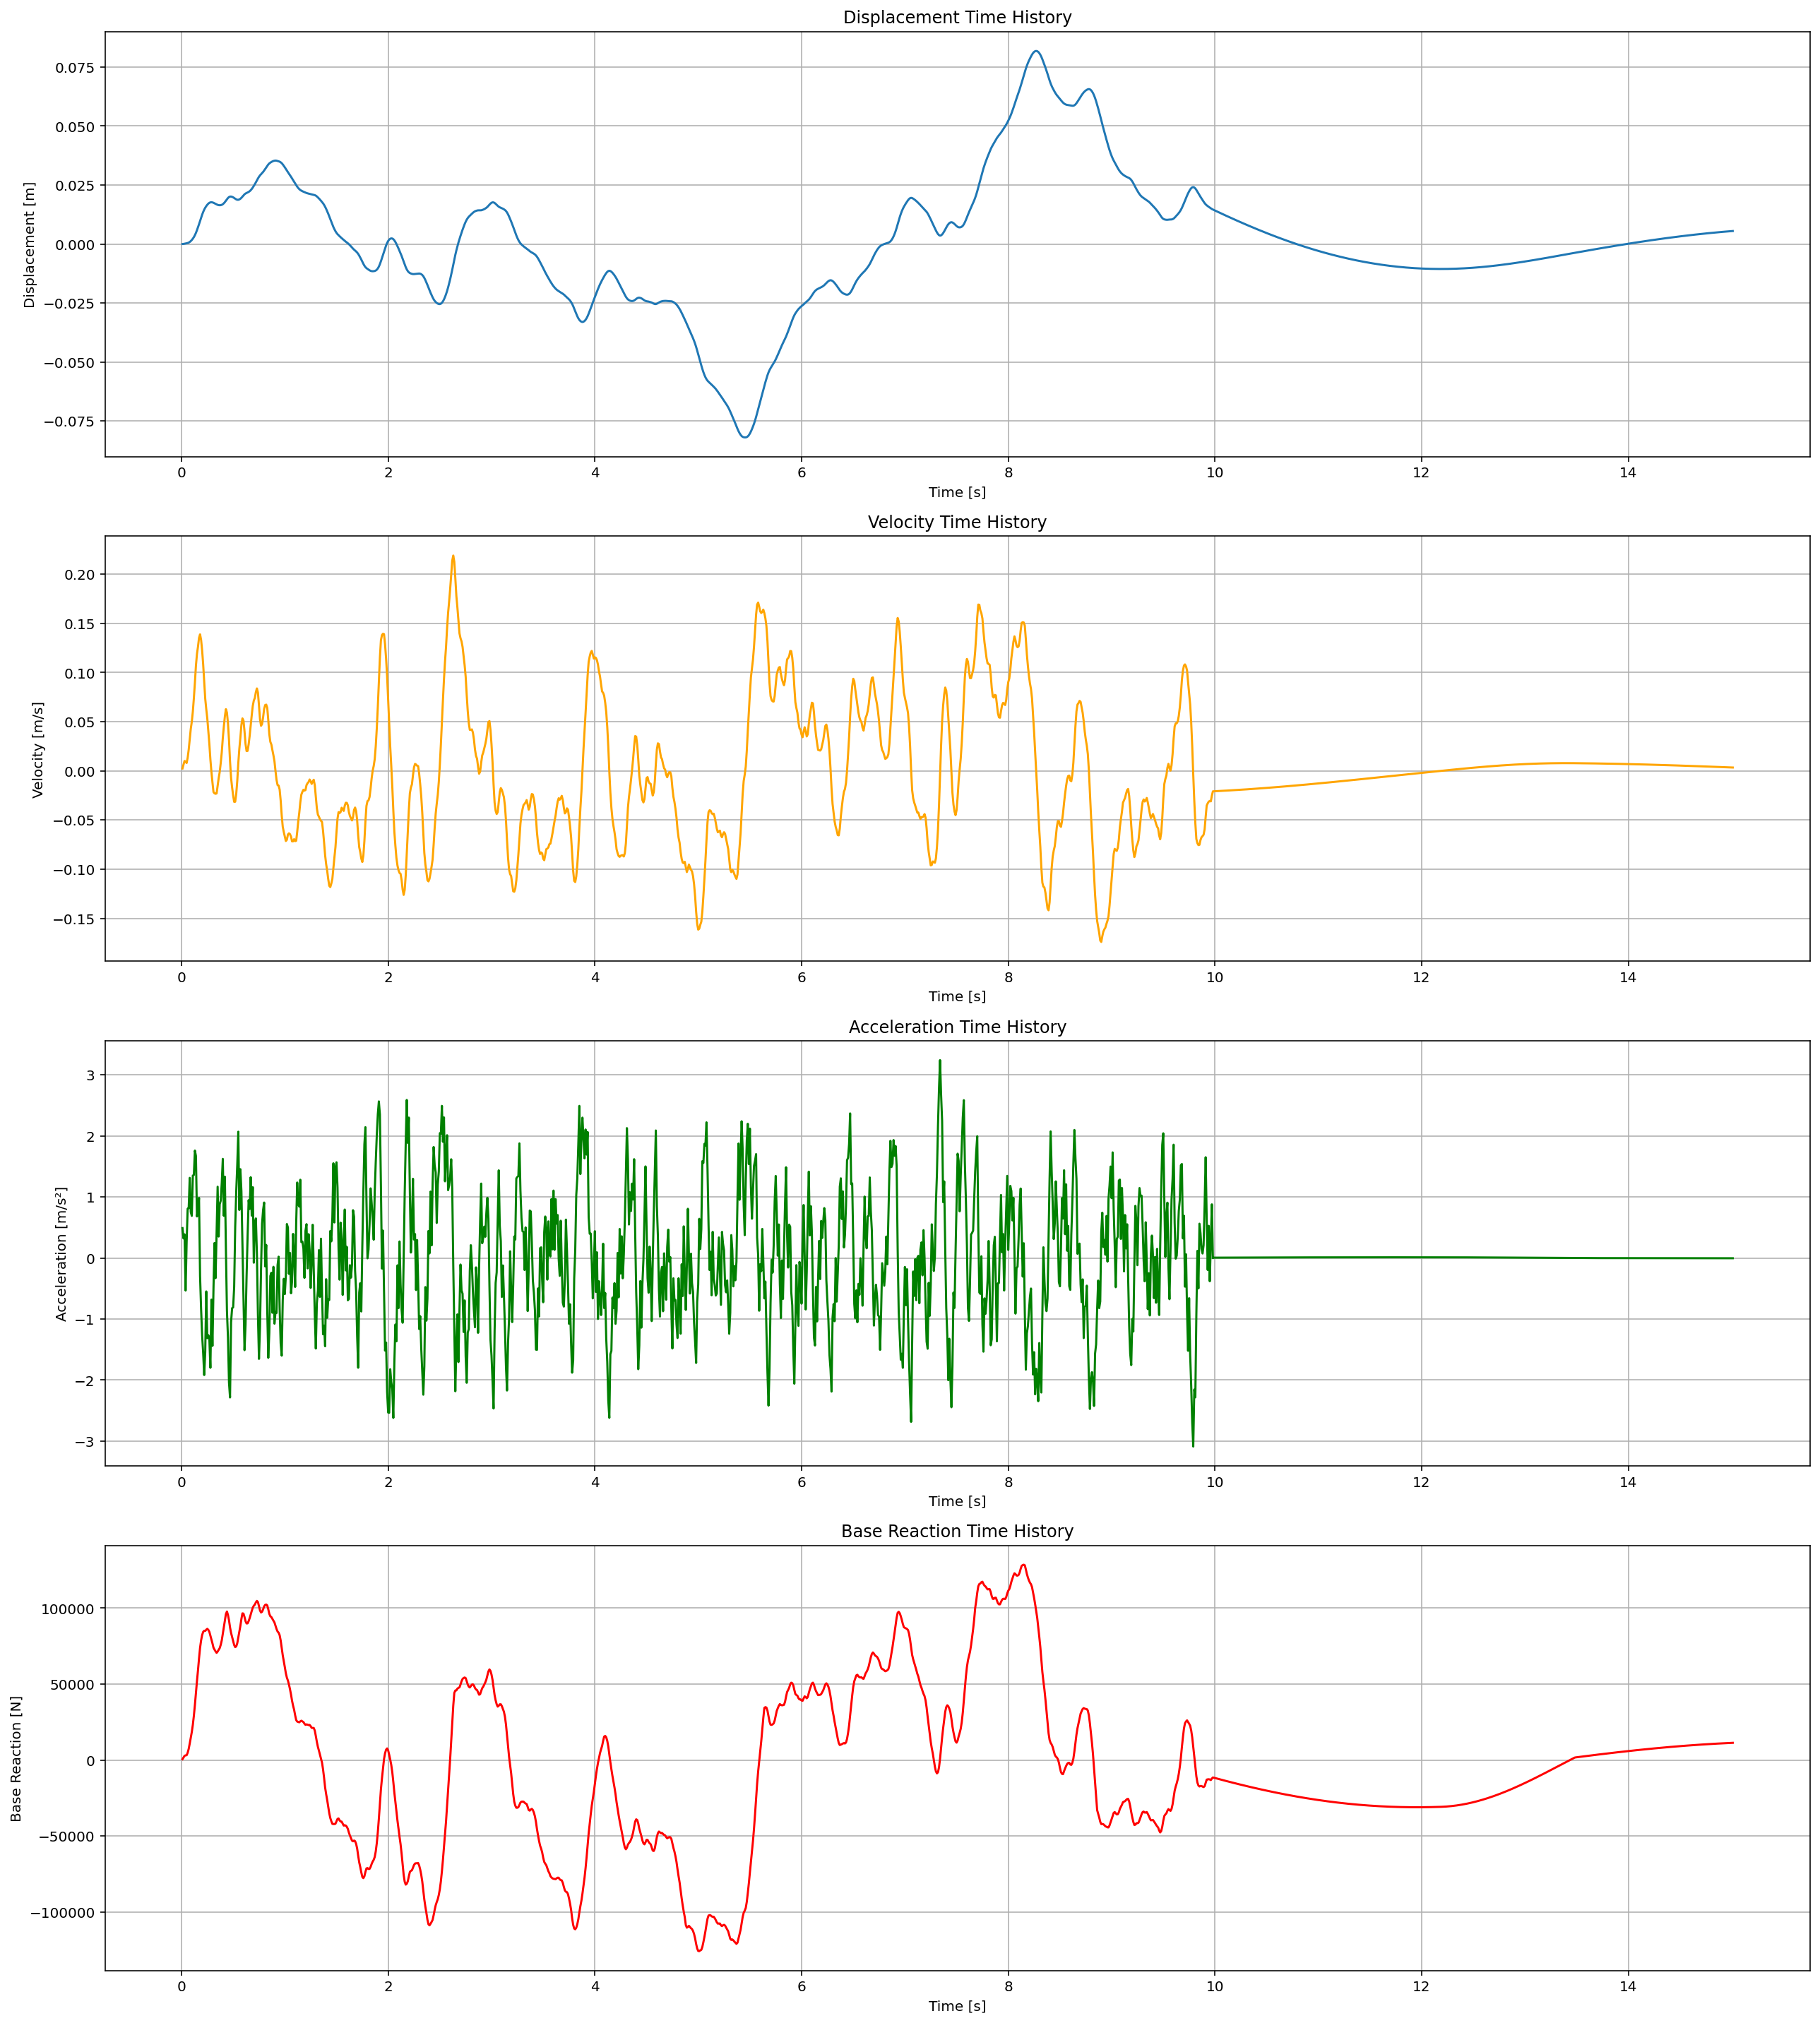 Displacement Time History
Displacement [m]
0.075
0.050
0.025
0.000
−0.025
−0.050
−0.075
0 2 4 6 8 10 12 14
Time [s]
Velocity Time History
Velocity [m/s]
0.20
0.15
0.10
0.05
0.00
−0.05
−0.10
−0.15
0 2 4 6 8 10 12 14
Time [s]
Acceleration Time History
Acceleration [m/s²]
3
2
1
0
−1
−2
−3
0 2 4 6 8 10 12 14
Time [s]
Base Reaction Time History
Base Reaction [N]
100000
50000
0
−50000
−100000
0 2 4 6 8 10 12 14
Time [s]